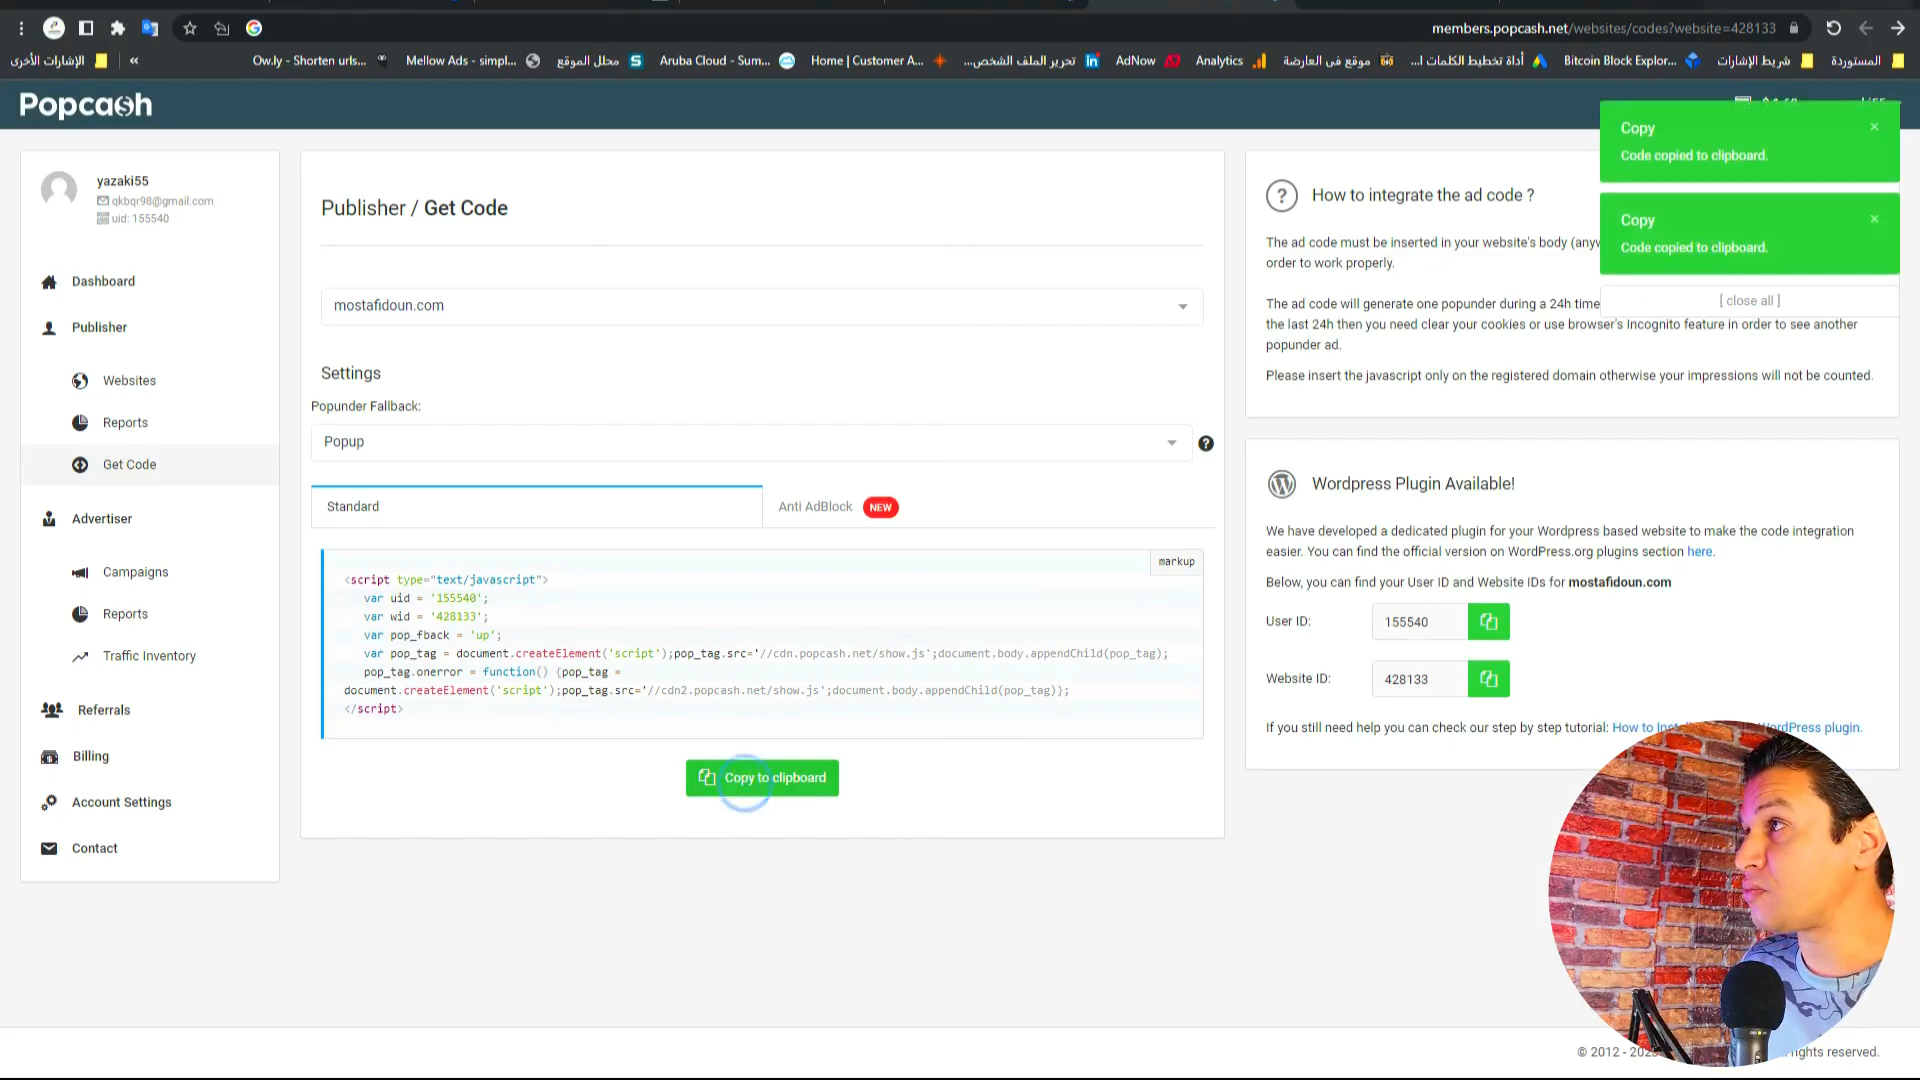 members.popcash.net/websites/codes?website=428133
الإشارات الأخرى
«
Ow.ly - Shorten urls...
Mellow Ads - simpl...
محلل الموقع
Aruba Cloud - Sum...
Home | Customer A...
تحرير الملف الشخص...
AdNow
Analytics
موقع فى العارضة
أداة تخطيط الكلمات ا...
Bitcoin Block Explor...
شريط الإشارات
المستوردة
Popcash
Copy
×
Code copied to clipboard.
Copy
×
Code copied to clipboard.
[ close all ]
yazaki55
qkbqr98@gmail.com
uid: 155540
Dashboard
Publisher
Websites
Reports
Get Code
Advertiser
Campaigns
Reports
Traffic Inventory
Referrals
Billing
Account Settings
Contact
Publisher / Get Code
mostafidoun.com
Settings
Popunder Fallback:
Popup
Standard
Anti AdBlock NEW
markup
<script type="text/javascript">
var uid = '155540';
var wid = '428133';
var pop_fback = 'up';
var pop_tag = document.createElement('script');pop_tag.src='//cdn.popcash.net/show.js';document.body.appendChild(pop_tag);
pop_tag.onerror = function() {pop_tag =
document.createElement('script');pop_tag.src='//cdn2.popcash.net/show.js';document.body.appendChild(pop_tag)};
</script>
Copy to clipboard
How to integrate the ad code ?
The ad code must be inserted in your website's body
order to work properly.
The ad code will generate one popunder during a 24h
the last 24h then you need clear your cookies or use browser's Incognito feature in order to see another
popunder ad.
Please insert the javascript only on the registered domain otherwise your impressions will not be counted.
Wordpress Plugin Available!
We have developed a dedicated plugin for your Wordpress based website to make the code integration
easier. You can find the official version on WordPress.org plugins section here.
Below, you can find your User ID and Website IDs for mostafidoun.com
User ID:
155540
Website ID:
428133
If you still need help you can check our step by step tutorial: How to plugin.
© 2012 - reserved.